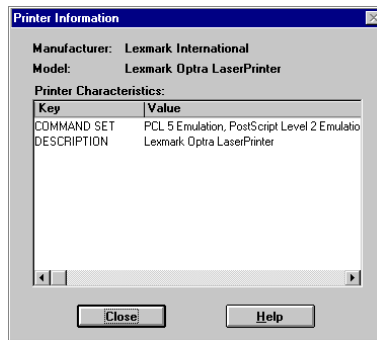 Printer Information
Manufacturer: Lexmark International
Model: Lexmark Optra LaserPrinter
Printer Characteristics:
Key Value
COMMAND SET PCL 5 Emulation, PostScript Level 2 Emulatio
DESCRIPTION Lexmark Optra LaserPrinter
Close Help